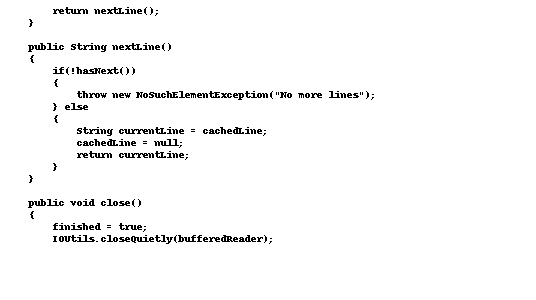 return nextLine();
}
public String nextLine()
{
if(!hasNext())
{
throw new NoSuchElementException("No more lines");
} else
{
String currentLine = cachedLine;
cachedLine = null;
return currentLine;
}
}
public void close()
{
finished = true;
IOUtils.closeQuietly(bufferedReader);